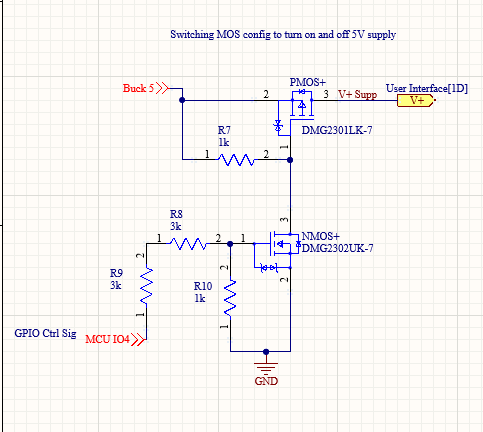 Switching MOS config to turn on and off 5V supply
PMOS+
Buck 5
2
3
V+ Supp
User Interface[1D]
V+
DMG2301LK-7
R7
1k
1
2
1
3
R8
3k
1
2
1
NMOS+
DMG2302UK-7
2
R9
3k
1
R10
1k
2
1
2
GPIO Ctrl Sig
MCU IO4
GND